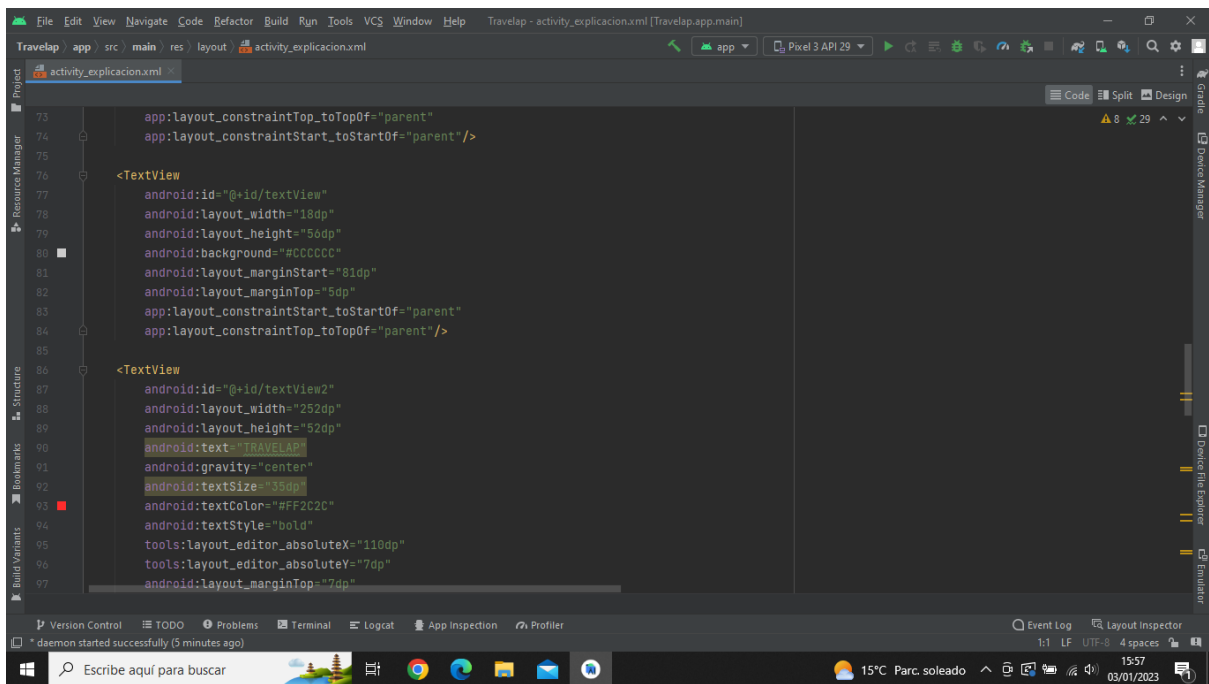 File Edit View Navigate Code Refactor Build Run Tools VCS Window Help Travelap - activity_explicacion.xml [Travelap.app.main]
Travelap app src main res layout activity_explicacion.xml app Pixel 3 API 29
activity_explicacion.xml
Code Split Design
8 29
73 app:layout_constraintTop_toTopOf="parent"
74 app:layout_constraintStart_toStartOf="parent"/>
75
76 <TextView
77 android:id="@+id/textView"
78 android:layout_width="18dp"
79 android:layout_height="56dp"
80 android:background="#CCCCCC"
81 android:layout_marginStart="81dp"
82 android:layout_marginTop="5dp"
83 app:layout_constraintStart_toStartOf="parent"
84 app:layout_constraintTop_toTopOf="parent"/>
85
86 <TextView
87 android:id="@+id/textView2"
88 android:layout_width="252dp"
89 android:layout_height="52dp"
90 android:text="TRAVELAP"
91 android:gravity="center"
92 android:textSize="35dp"
93 android:textColor="#FF2C2C"
94 android:textStyle="bold"
95 tools:layout_editor_absoluteX="110dp"
96 tools:layout_editor_absoluteY="7dp"
97 android:layout_marginTop="7dp"
Project
Resource Manager
Structure
Bookmarks
Build Variants
Gradle
Device Manager
Device File Explorer
Emulator
Version Control TODO Problems Terminal Logcat App Inspection Profiler Event Log Layout Inspector
* daemon started successfully (5 minutes ago) 1:1 LF UTF-8 4 spaces
Escribe aquí para buscar 15°C Parc. soleado 15:57
03/01/2023
1